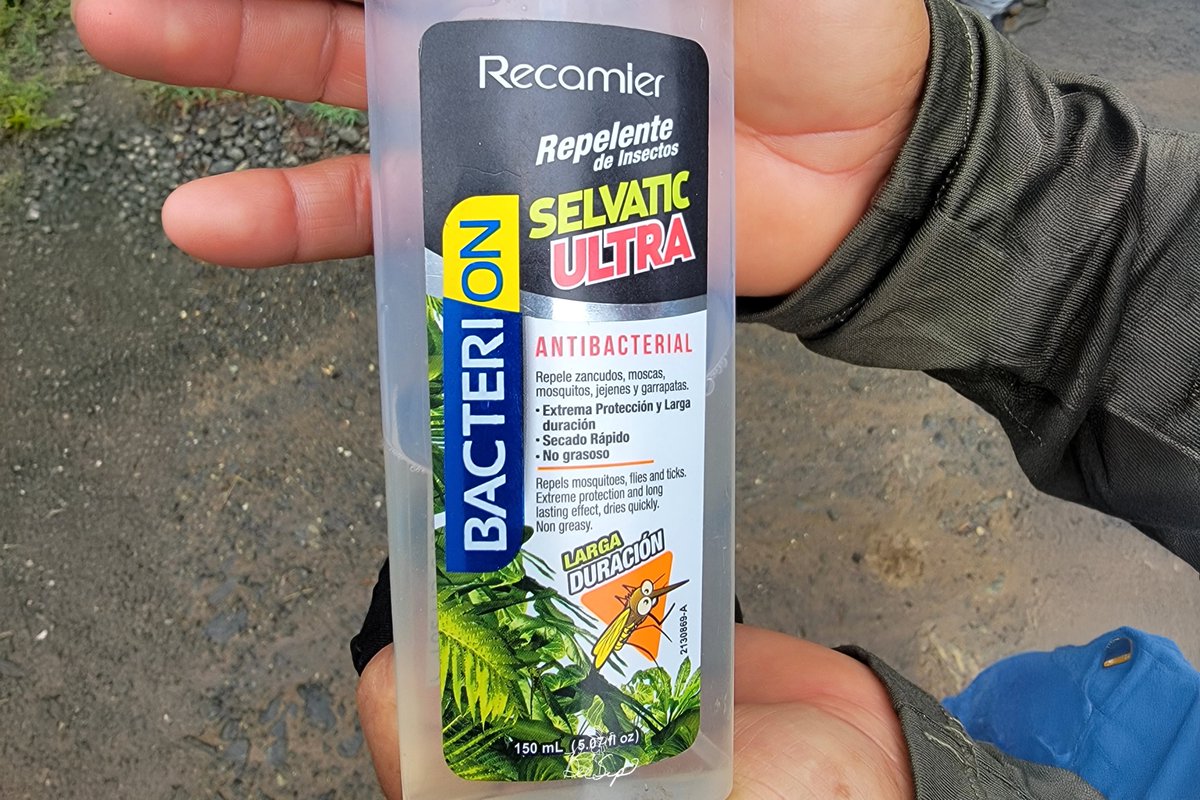 Recamier
Repelente
de Insectos
SELVATIC
ULTRA
BACTERION
ANTIBACTERIAL
Repele zancudos, moscas,
mosquitos, jejenes y garrapatas.
• Extrema Protección y Larga
duración
• Secado Rápido
• No grasoso
Repels mosquitoes, flies and ticks.
Extreme protection and long
lasting effect, dries quickly.
Non greasy.
LARGA
DURACIÓN
2130869-A
150 mL (5.07 fl oz)